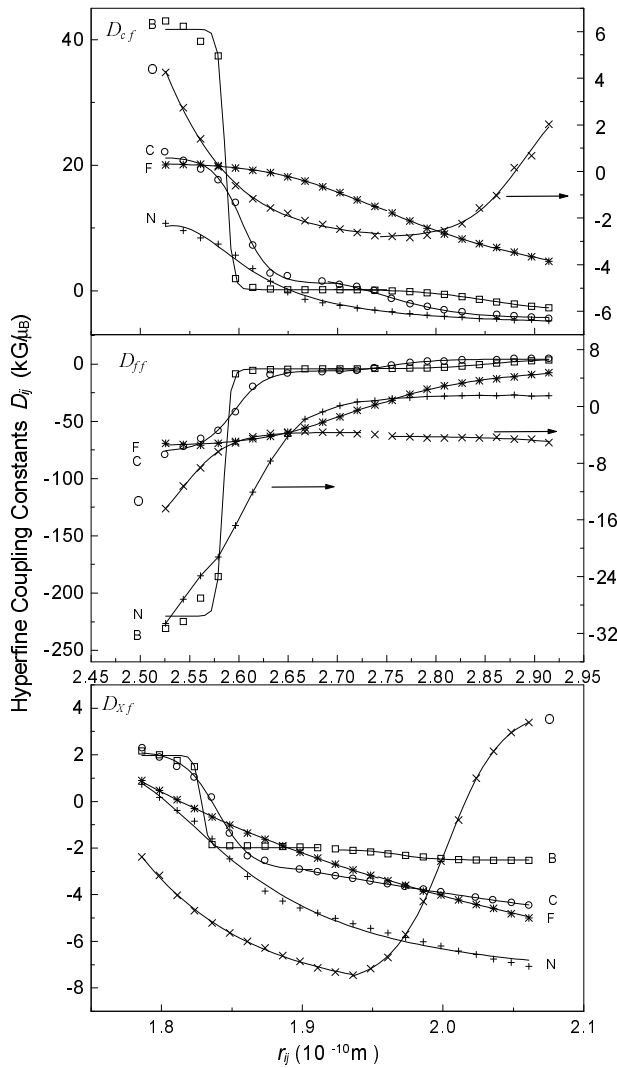 Hyperfine Coupling Constants D_ij (kG/μB)
D_cf
B
O
C
F
N
40
20
0
6
4
2
0
-2
-4
-6
D_ff
F
C
O
N
B
0
-50
-75
-100
-125
-150
-200
-250
8
0
-8
-16
-24
-32
2.45 2.50 2.55 2.60 2.65 2.70 2.75 2.80 2.85 2.90 2.95
D_Xf
O
B
C
F
N
4
2
0
-2
-4
-6
-8
1.8 1.9 2.0 2.1
r_ij (10 -10 m)